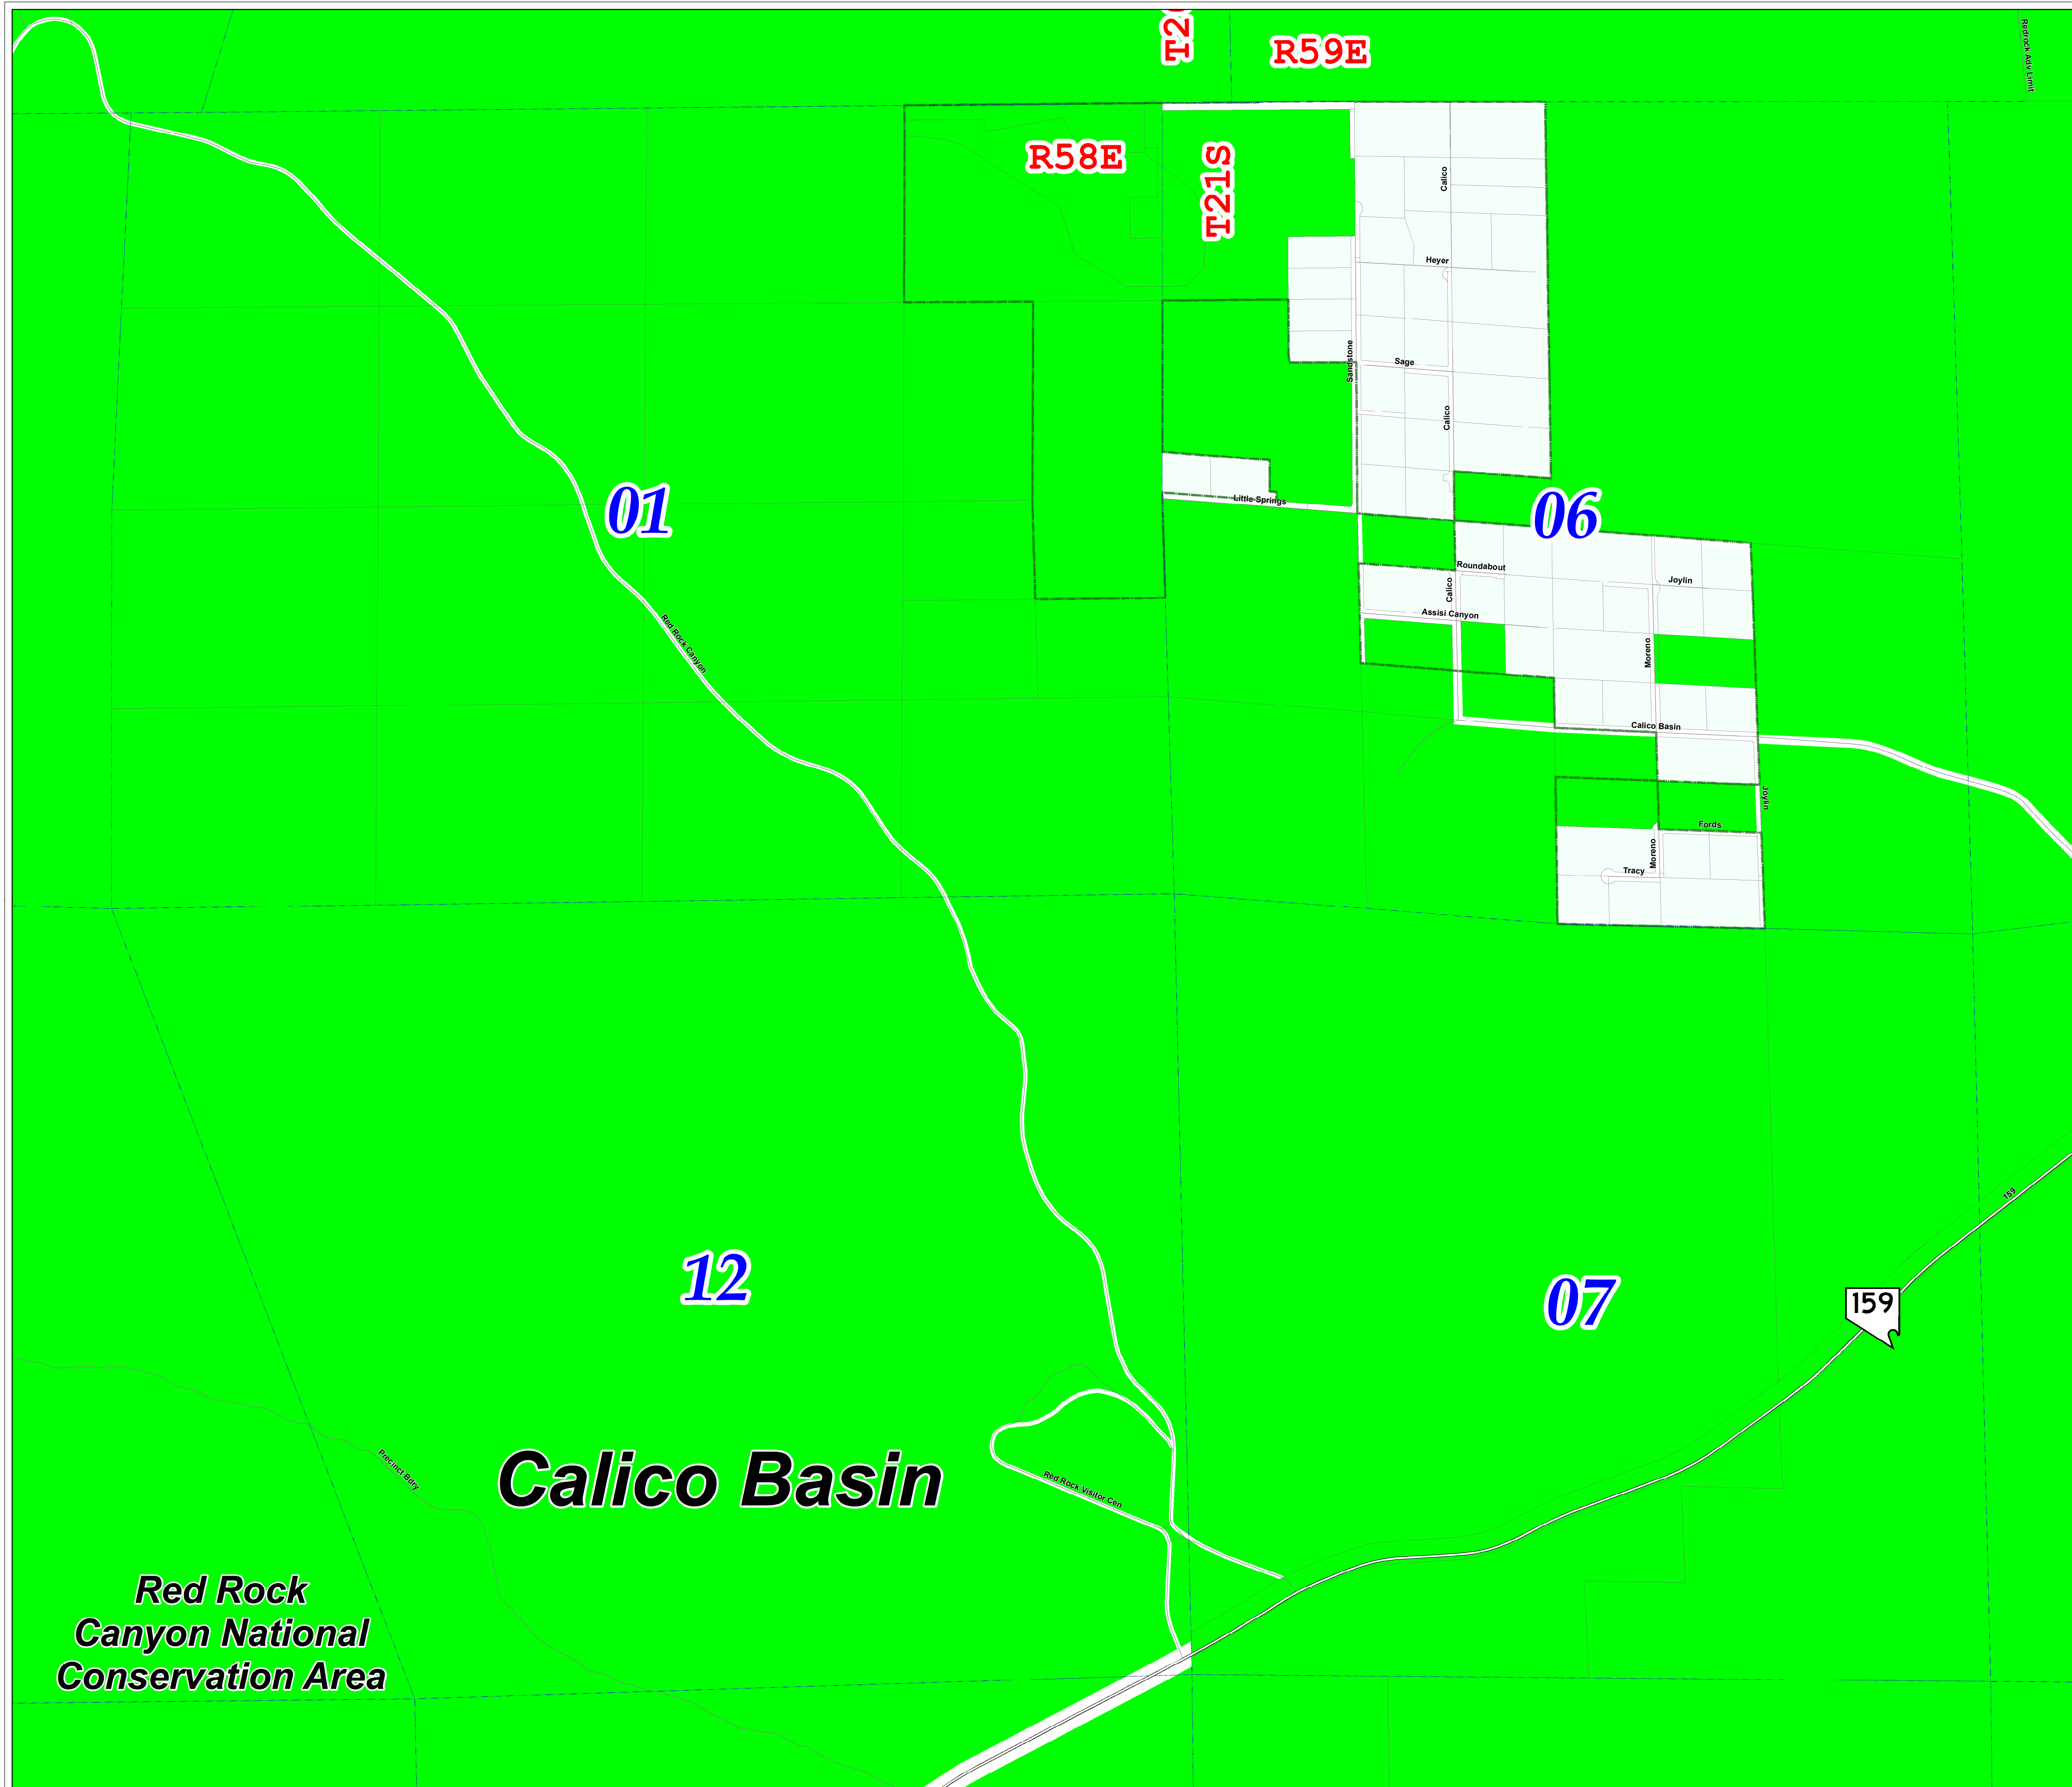 T2
R59E
Redrock Adv Limit
R58E
T21S
Calico
Heyer
Sandstone
Sage
Calico
01
Little Springs
06
Roundabout
Joylin
Calico
Assisi Canyon
Red Rock Canyon
Moreno
Calico Basin
Joylin
Fords
Moreno
Tracy
159
12
07
159
Precinct Bdry
Calico Basin
Red Rock Visitor Cen
Red Rock
Canyon National
Conservation Area